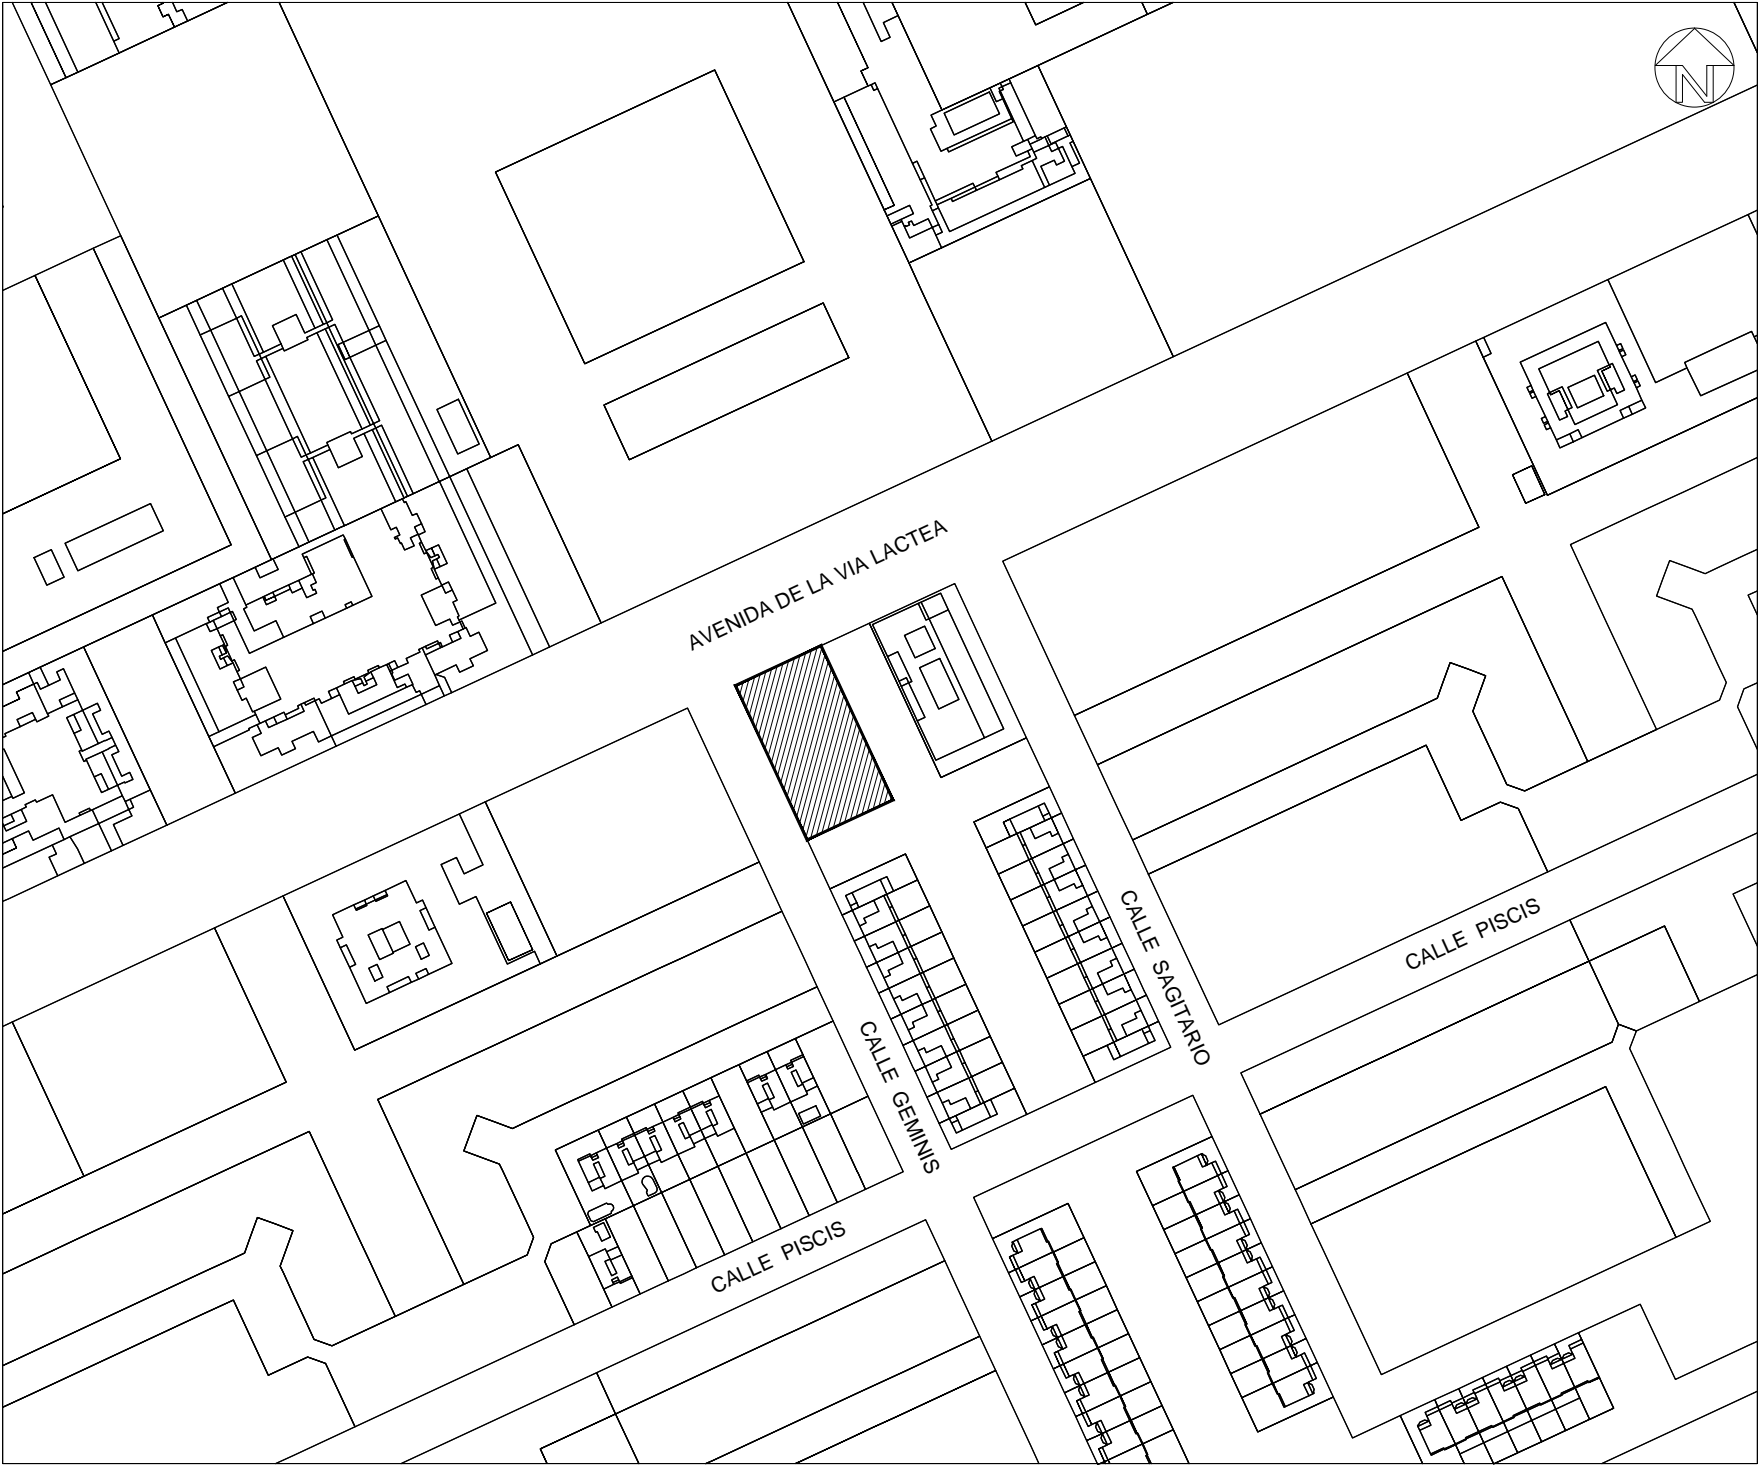 N
AVENIDA DE LA VIA LACTEA
CALLE SAGITARIO
CALLE PISCIS
CALLE GEMINIS
CALLE PISCIS